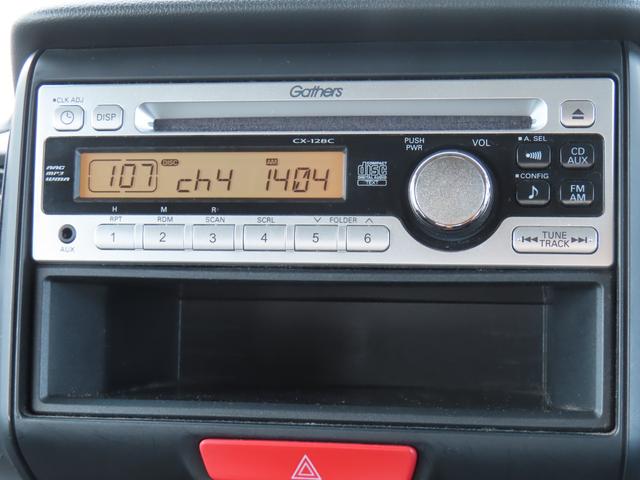 CLK ADJ
DISP
Gathers
CX-128C
AAC
MP3
WMA
107 DISC ch4 AM 1404
COMPACT
disc
DIGITAL AUDIO
TEXT
PUSH
PWR
VOL
A. SEL
CD
AUX
CONFIG
FM
AM
TUNE
TRACK
H M R
RPT RDM SCAN SCRL FOLDER
1 2 3 4 5 6
AUX